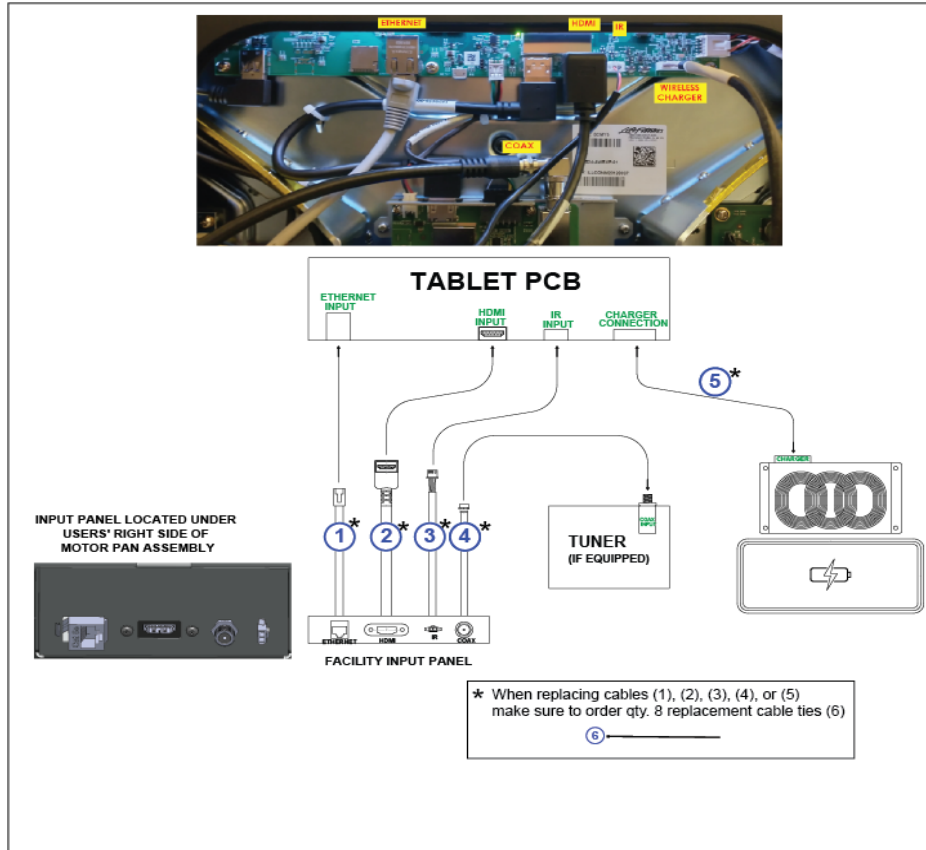 ETHERNET
HDMI
IR
WIRELESS
CHARGER
COAX
TABLET PCB
ETHERNET
INPUT
HDMI
INPUT
IR
INPUT
CHARGER
CONNECTION
5*
CHARGER
1*
2*
3*
4*
COAX
INPUT
TUNER
(IF EQUIPPED)
INPUT PANEL LOCATED UNDER
USERS' RIGHT SIDE OF
MOTOR PAN ASSEMBLY
ETHERNET
HDMI
IR
COAX
FACILITY INPUT PANEL
* When replacing cables (1), (2), (3), (4), or (5)
make sure to order qty. 8 replacement cable ties (6)
6